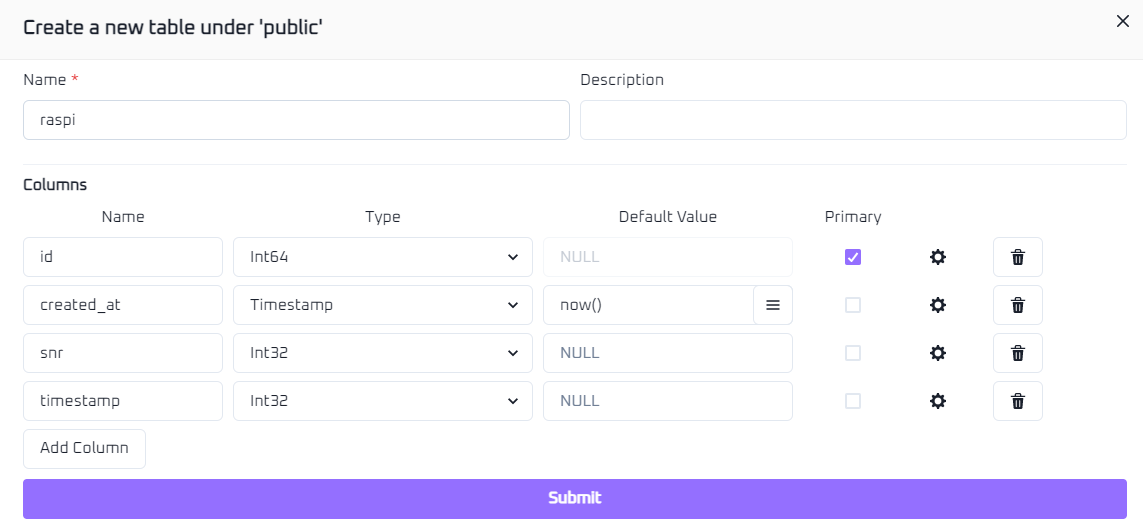 Create a new table under 'public'
Name * Description
raspi
Columns
Name Type Default Value Primary
id Int64 NULL
created_at Timestamp now()
snr Int32 NULL
timestamp Int32 NULL
Add Column
Submit